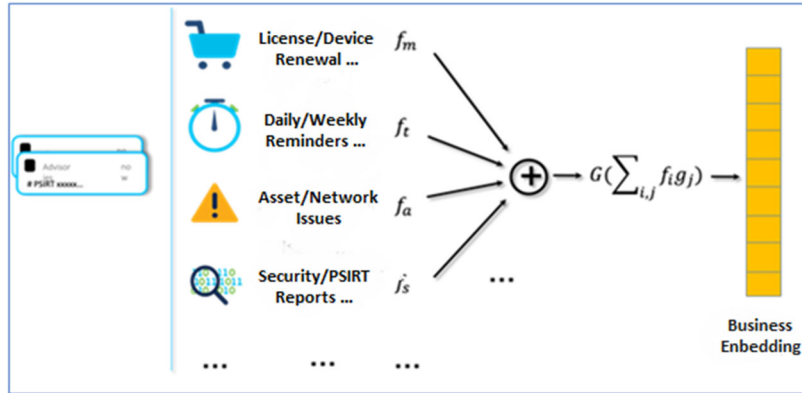 License/Device
Renewal ...
f_m
Daily/Weekly
Reminders ...
f_t
Asset/Network
Issues
f_a
Security/PSIRT
Reports ...
f_s
...
... ... ...
G(∑_{i,j} f_i g_j)
Advisor
no
w
# PSIRT xxxxx...
Business
Enbedding